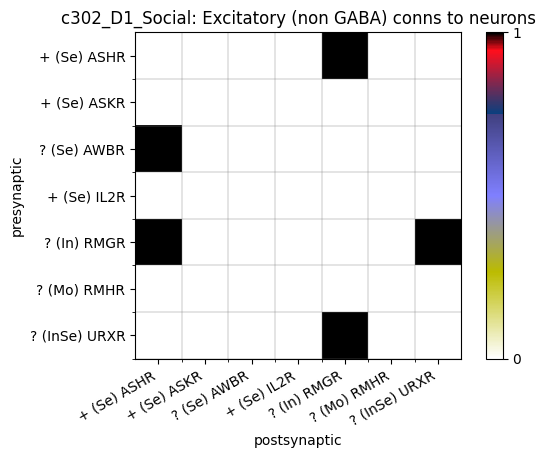 c302_D1_Social: Excitatory (non GABA) conns to neurons
presynaptic
+ (Se) ASHR
+ (Se) ASKR
? (Se) AWBR
+ (Se) IL2R
? (In) RMGR
? (Mo) RMHR
? (InSe) URXR
+ (Se) ASHR
+ (Se) ASKR
? (Se) AWBR
+ (Se) IL2R
? (In) RMGR
? (Mo) RMHR
? (InSe) URXR
postsynaptic
1
0